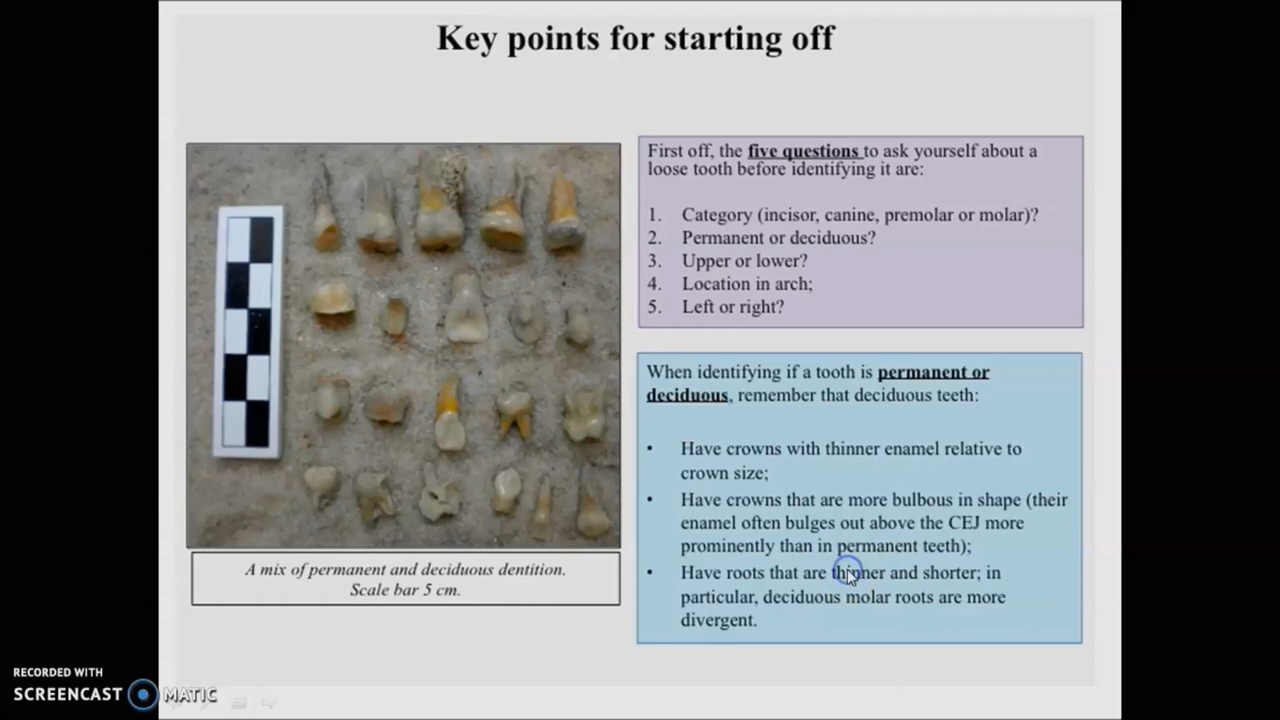 Key points for starting off
First off, the five questions to ask yourself about a
loose tooth before identifying it are:
1. Category (incisor, canine, premolar or molar)?
2. Permanent or deciduous?
3. Upper or lower?
4. Location in arch;
5. Left or right?
When identifying if a tooth is permanent or
deciduous, remember that deciduous teeth:
• Have crowns with thinner enamel relative to
crown size;
• Have crowns that are more bulbous in shape (their
enamel often bulges out above the CEJ more
prominently than in permanent teeth);
• Have roots that are thinner and shorter; in
particular, deciduous molar roots are more
divergent.
A mix of permanent and deciduous dentition.
Scale bar 5 cm.
RECORDED WITH
SCREENCAST MATIC